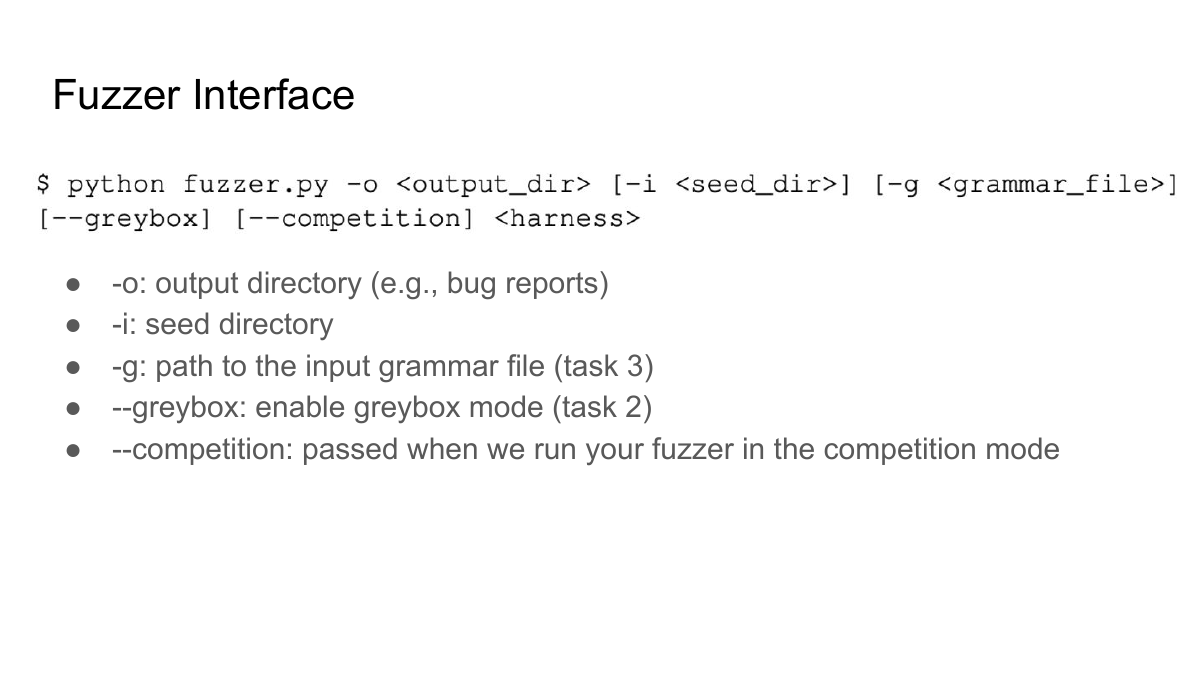 Fuzzer Interface
$ python fuzzer.py -o <output_dir> [-i <seed_dir>] [-g <grammar_file>]
[--greybox] [--competition] <harness>
● -o: output directory (e.g., bug reports)
● -i: seed directory
● -g: path to the input grammar file (task 3)
● --greybox: enable greybox mode (task 2)
● --competition: passed when we run your fuzzer in the competition mode